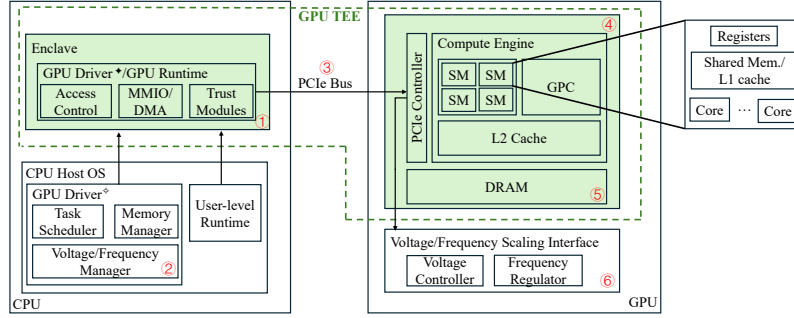 GPU TEE
Enclave
GPU Driver✦/GPU Runtime
Access
Control
MMIO/
DMA
Trust
Modules
①
③
PCIe Bus
CPU Host OS
GPU Driver✧
Task
Scheduler
Memory
Manager
Voltage/Frequency
Manager
②
User-level
Runtime
CPU
④
PCIe Controller
Compute Engine
SM
SM
SM
SM
GPC
L2 Cache
DRAM
⑤
Voltage/Frequency Scaling Interface
Voltage
Controller
Frequency
Regulator
⑥
GPU
Registers
Shared Mem./
L1 cache
Core
···
Core